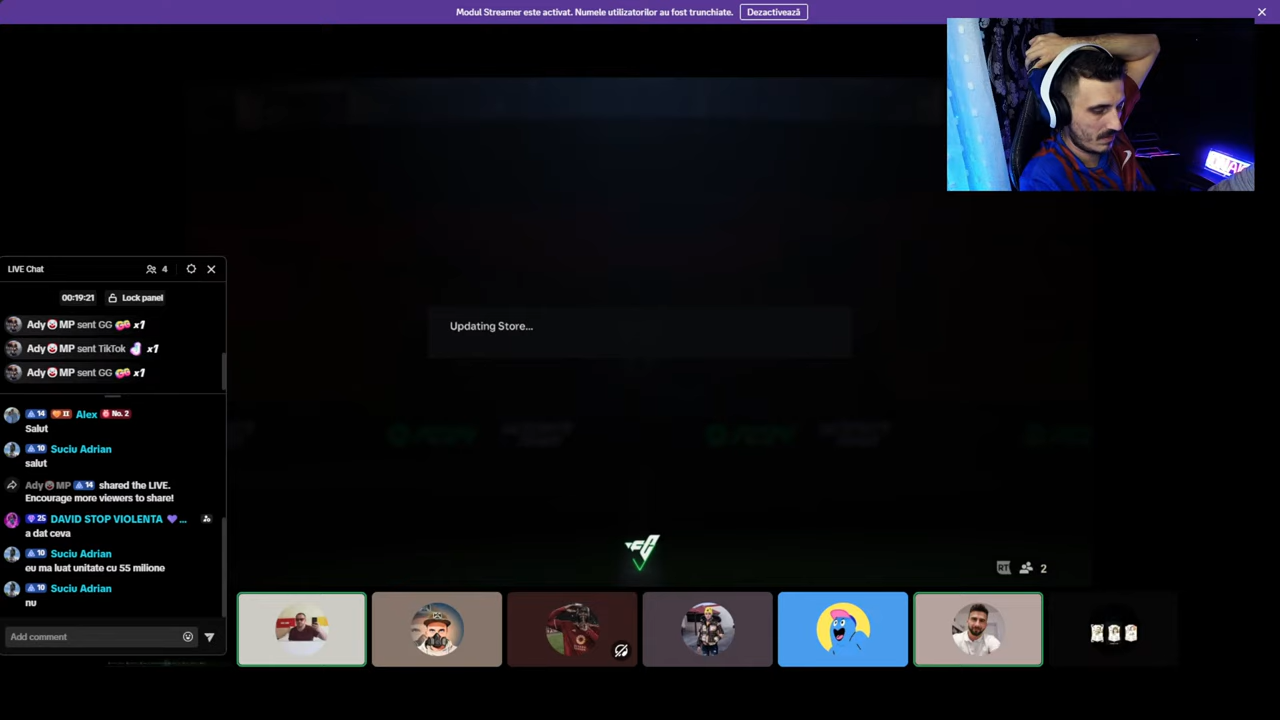 Modul Streamer este activat. Numele utilizatorilor au fost trunchiate.
Dezactivează
LIVE Chat
4
00:19:21
Lock panel
Ady MP sent GG x1
Ady MP sent TikTok x1
Ady MP sent GG x1
14 II Alex No. 2
Salut
10 Suciu Adrian
salut
Ady MP 14 shared the LIVE.
Encourage more viewers to share!
25 DAVID STOP VIOLENTA ...
a dat ceva
10 Suciu Adrian
eu ma luat unitate cu 55 milione
10 Suciu Adrian
nu
Add comment
Updating Store...
FC
RT
2